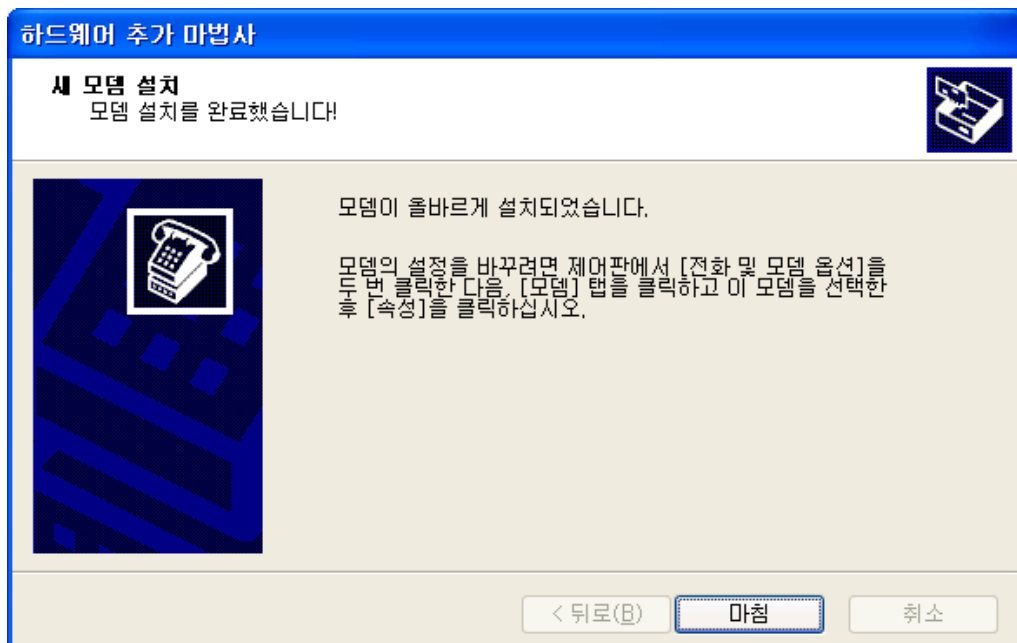 하드웨어 추가 마법사
새 모뎀 설치
모뎀 설치를 완료했습니다!
모뎀이 올바르게 설치되었습니다.
모뎀의 설정을 바꾸려면 제어판에서 [전화 및 모뎀 옵션]을
두 번 클릭한 다음, [모뎀] 탭을 클릭하고 이 모뎀을 선택한
후 [속성]을 클릭하십시오.
< 뒤로(B) 마침 취소